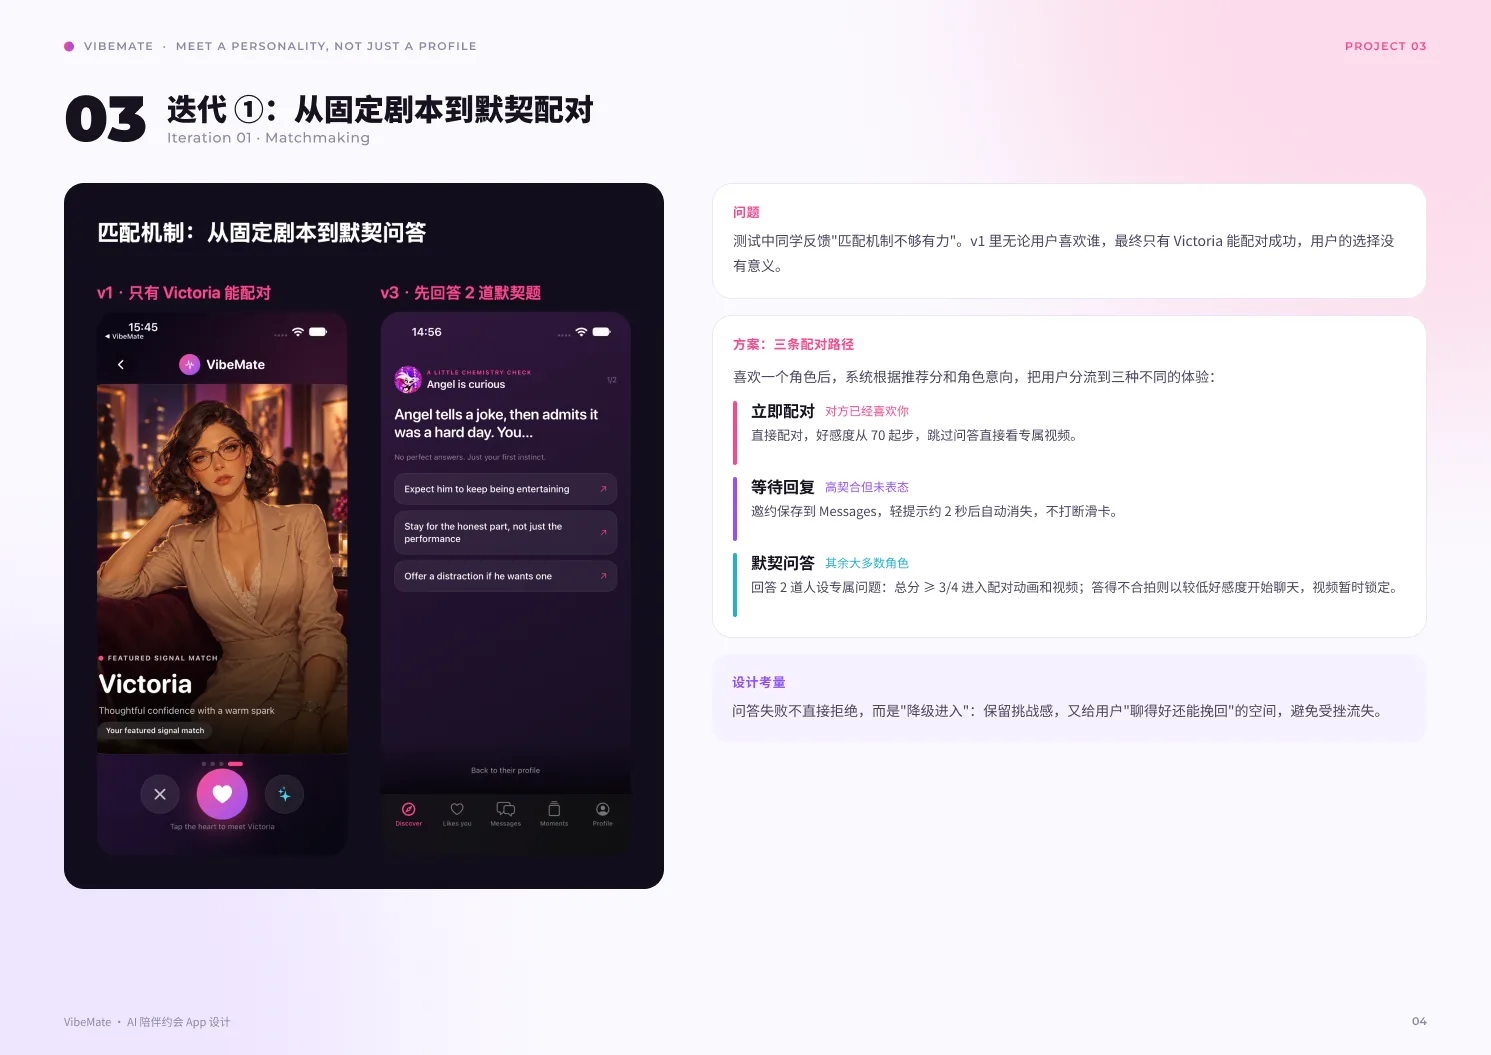 VIBEMATE · MEET A PERSONALITY, NOT JUST A PROFILE
PROJECT 03
03
迭代 ①：从固定剧本到默契配对
Iteration 01 · Matchmaking
匹配机制：从固定剧本到默契问答
v1 · 只有 Victoria 能配对
15:45
◀ VibeMate
VibeMate
FEATURED SIGNAL MATCH
Victoria
Thoughtful confidence with a warm spark
Your featured signal match
Tap the heart to meet Victoria
v3 · 先回答 2 道默契题
14:56
A LITTLE CHEMISTRY CHECK
Angel is curious
1/2
Angel tells a joke, then admits it
was a hard day. You...
No perfect answers. Just your first instinct.
Expect him to keep being entertaining
Stay for the honest part, not just the
performance
Offer a distraction if he wants one
Back to their profile
Discover
Likes you
Messages
Moments
Profile
问题
测试中同学反馈"匹配机制不够有力"。v1 里无论用户喜欢谁，最终只有 Victoria 能配对成功，用户的选择没
有意义。
方案：三条配对路径
喜欢一个角色后，系统根据推荐分和角色意向，把用户分流到三种不同的体验：
立即配对 对方已经喜欢你
直接配对，好感度从 70 起步，跳过问答直接看专属视频。
等待回复 高契合但未表态
邀约保存到 Messages，轻提示约 2 秒后自动消失，不打断滑卡。
默契问答 其余大多数角色
回答 2 道人设专属问题：总分 ≥ 3/4 进入配对动画和视频；答得不合拍则以较低好感度开始聊天，视频暂时锁定。
设计考量
问答失败不直接拒绝，而是"降级进入"：保留挑战感，又给用户"聊得好还能挽回"的空间，避免受挫流失。
VibeMate · AI 陪伴约会 App 设计
04